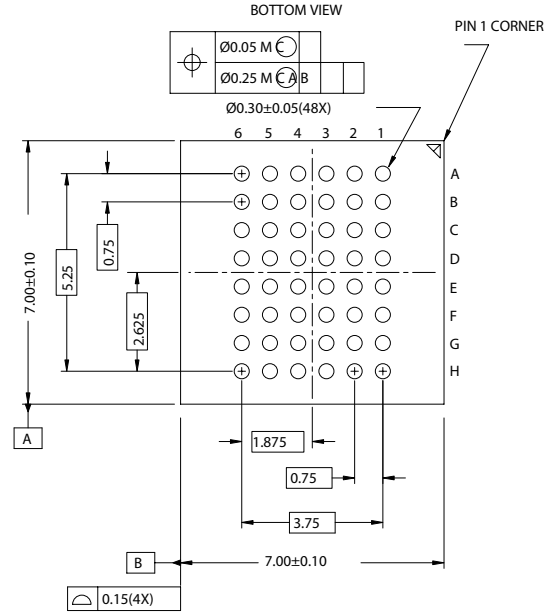 BOTTOM VIEW
PIN 1 CORNER
Ø0.05 M C
Ø0.25 M C A B
Ø0.30±0.05(48X)
6 5 4 3 2 1
A
B
C
D
E
F
G
H
7.00±0.10
5.25
0.75
2.625
A
1.875
0.75
3.75
B
7.00±0.10
0.15(4X)